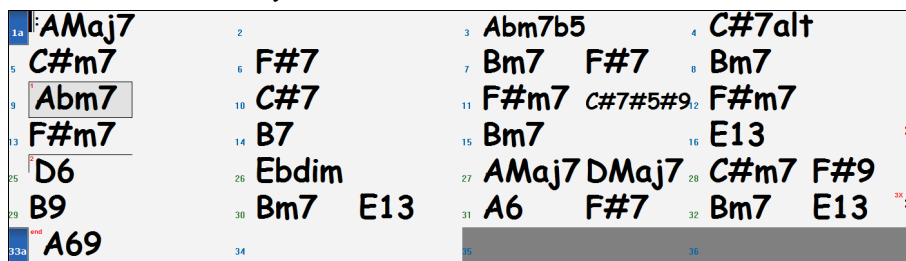 1a AMaj7 2 3 Abm7b5 4 C#7alt
5 C#m7 6 F#7 7 Bm7 F#7 8 Bm7
9 1 Abm7 10 C#7 11 F#m7 C#7#5#9 12 F#m7
13 F#m7 14 B7 15 Bm7 16 E13
25 2 D6 26 Ebdim 27 AMaj7 DMaj7 28 C#m7 F#9
29 B9 30 Bm7 E13 31 A6 F#7 32 Bm7 E13 3X
33a end A69 34 35 36